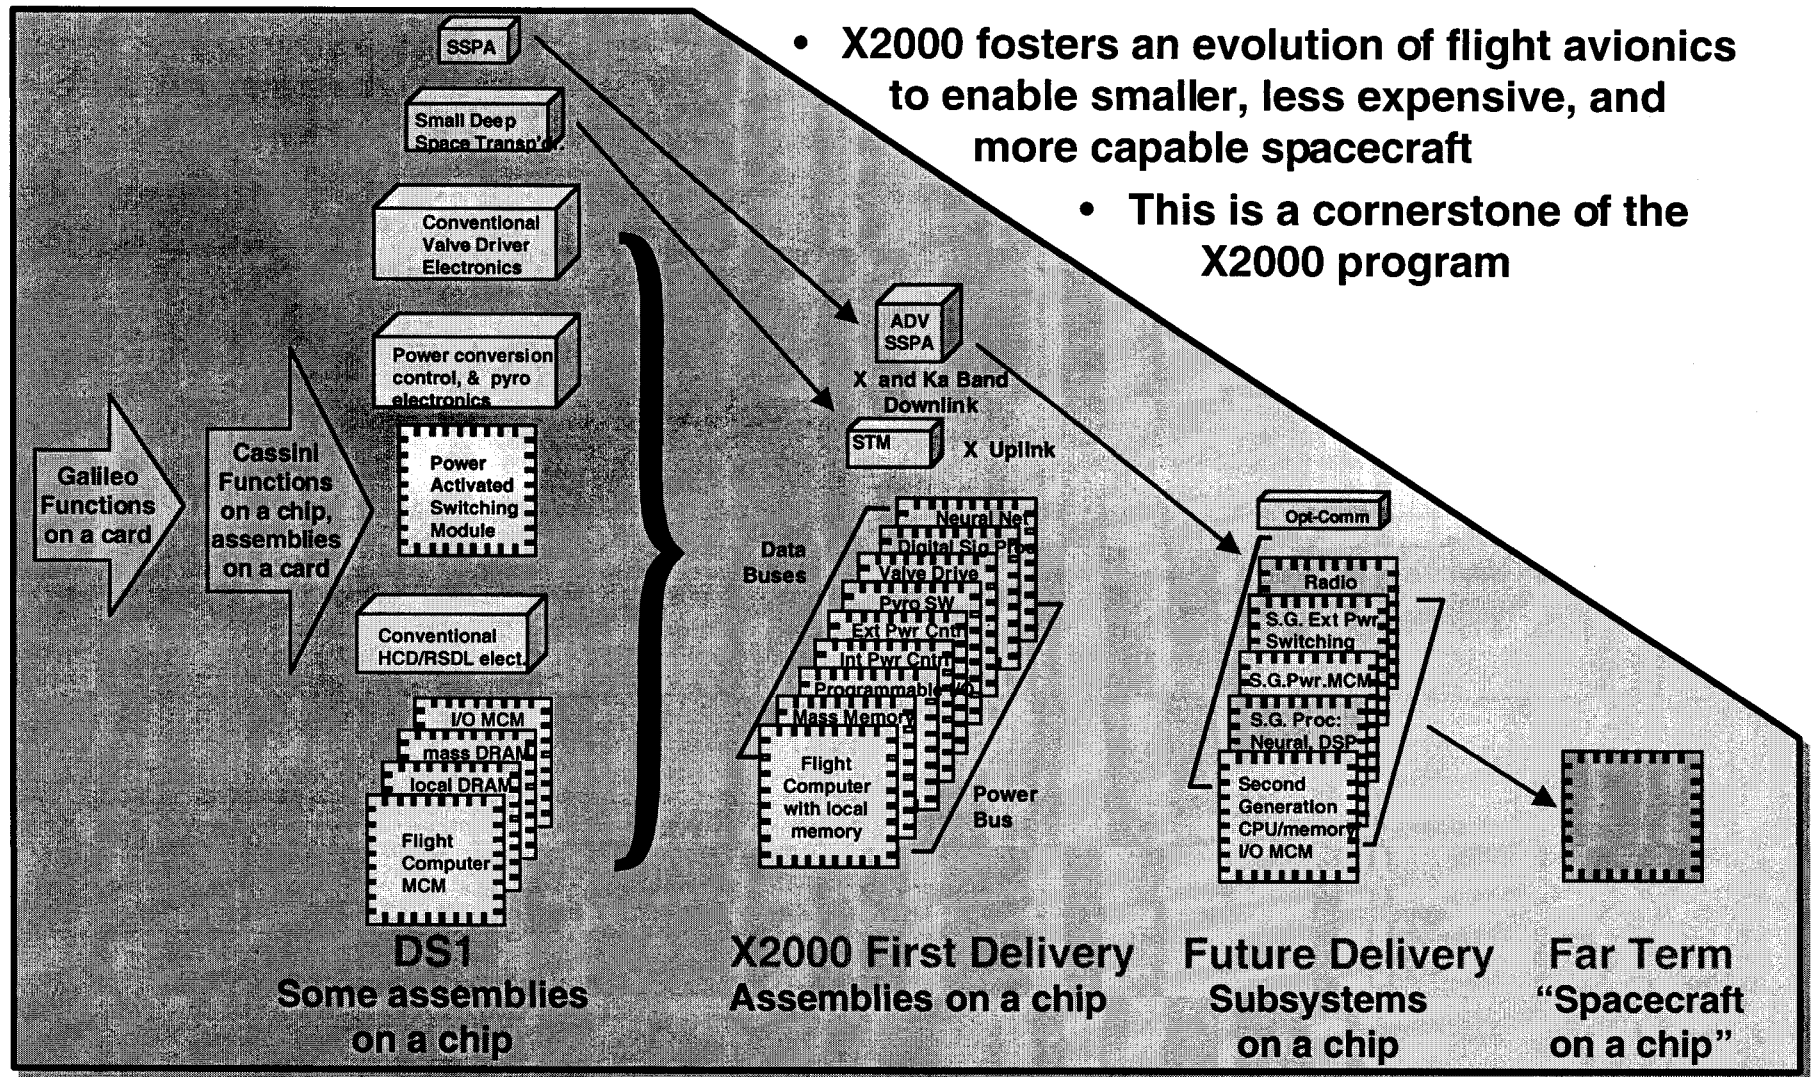 • X2000 fosters an evolution of flight avionics
to enable smaller, less expensive, and
more capable spacecraft
• This is a cornerstone of the
X2000 program
Galileo
Functions
on a card
Cassini
Functions
on a chip,
assemblies
on a card
SSPA
Small Deep
Space Transp'dr.
Conventional
Valve Driver
Electronics
Power conversion
control, & pyro
electronics
Power
Activated
Switching
Module
Conventional
HCD/RSDL elect.
I/O MCM
mass DRAM
local DRAM
Flight
Computer
MCM
DS1
Some assemblies
on a chip
ADV
SSPA
X and Ka Band
Downlink
STM
X Uplink
Data
Buses
Neural Net
Digital Sig Proc
Valve Drive
Pyro SW
Ext Pwr Cntrl
Int Pwr Cntrl
Programmable I/O
Mass Memory
Flight
Computer
with local
memory
Power
Bus
X2000 First Delivery
Assemblies on a chip
Opt-Comm
Radio
S.G. Ext Pwr
Switching
S.G.Pwr.MCM
S.G. Proc:
Neural, DSP
Second
Generation
CPU/memory
I/O MCM
Future Delivery
Subsystems
on a chip
Far Term
“Spacecraft
on a chip”